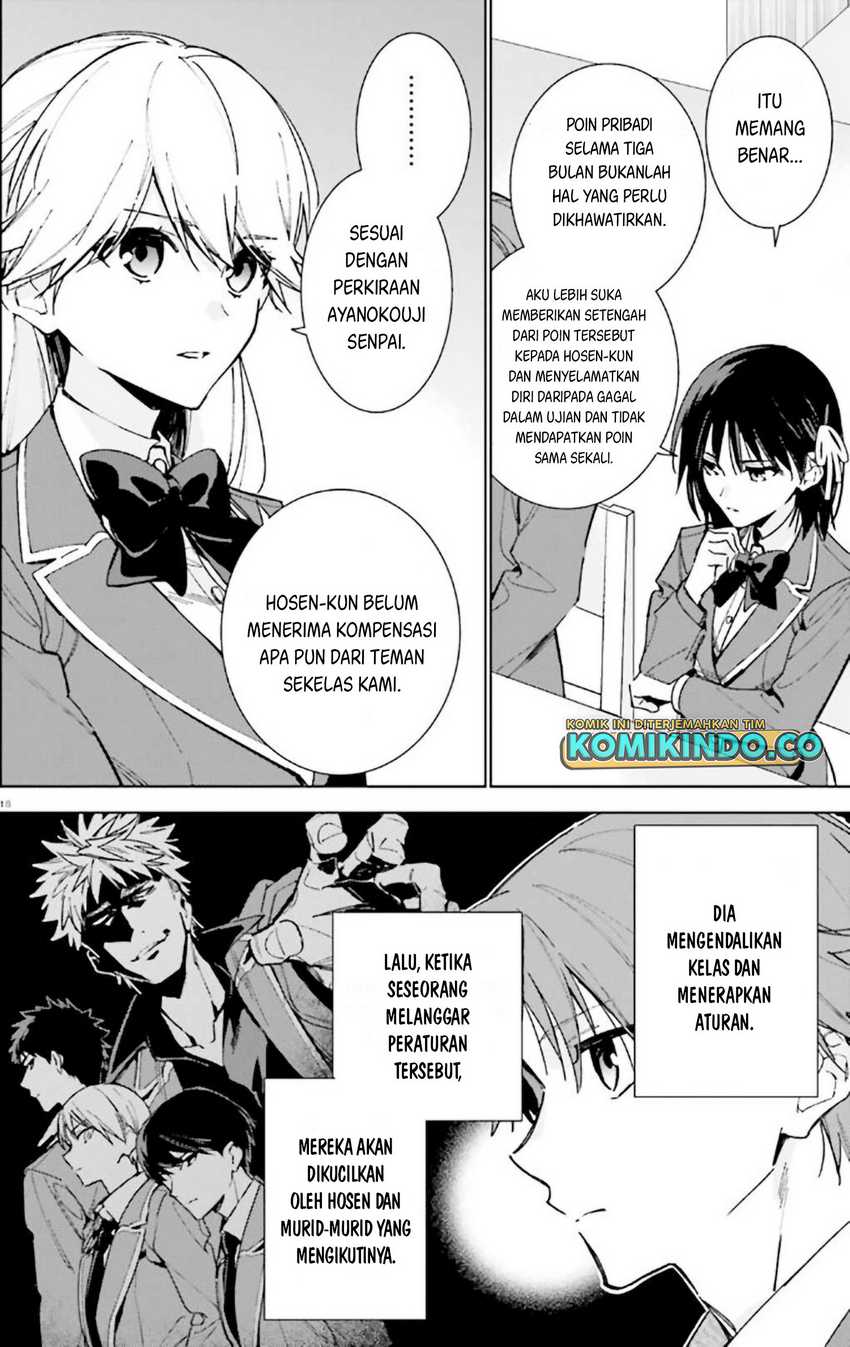 ITU
MEMANG
BENAR...
POIN PRIBADI
SELAMA TIGA
BULAN BUKANLAH
HAL YANG PERLU
DIKHAWATIRKAN.
AKU LEBIH SUKA
MEMBERIKAN SETENGAH
DARI POIN TERSEBUT
KEPADA HOSEN-KUN
DAN MENYELAMATKAN
DIRI DARIPADA GAGAL
DALAM UJIAN DAN TIDAK
MENDAPATKAN POIN
SAMA SEKALI.
.........
SESUAI
DENGAN
PERKIRAAN
AYANOKOUJI
SENPAI.
HOSEN-KUN BELUM
MENERIMA KOMPENSASI
APA PUN DARI TEMAN
SEKELAS KAMI.
KOMIK INI DITERJEMAHKAN TIM
KOMIKINDO.CO
18
DIA
MENGENDALIKAN
KELAS DAN
MENERAPKAN
ATURAN.
LALU, KETIKA
SESEORANG
MELANGGAR
PERATURAN
TERSEBUT,
MEREKA AKAN
DIKUCILKAN
OLEH HOSEN DAN
MURID-MURID YANG
MENGIKUTINYA.